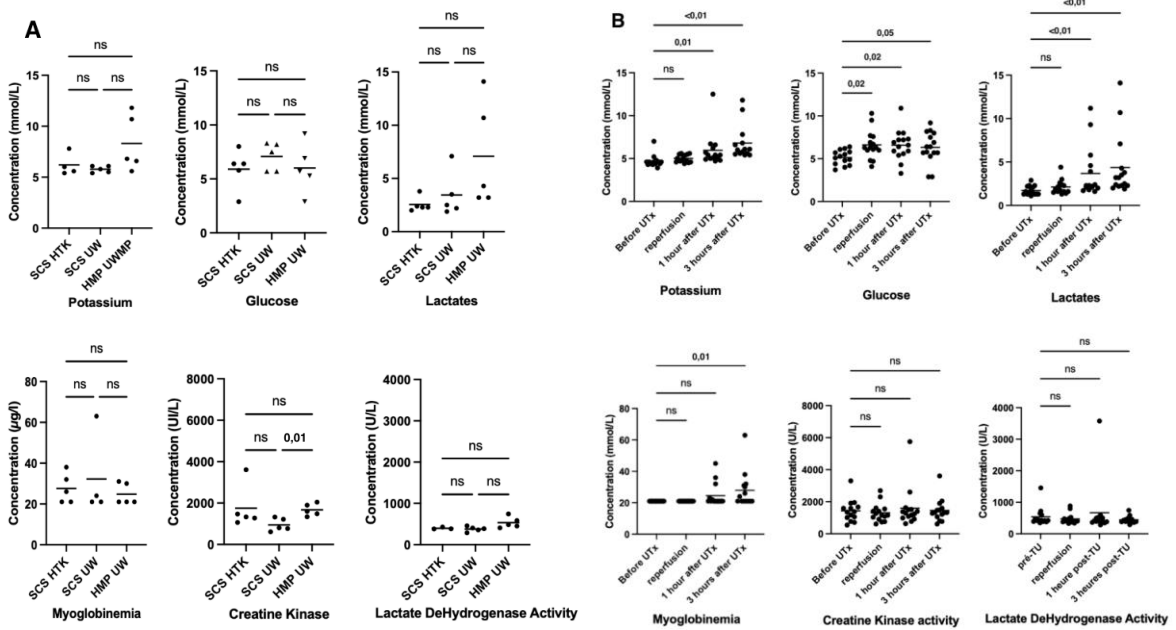 A
ns
ns ns
Concentration (mmol/L)
15
10
5
0
SCS HTK
SCS UW
HMP UWMP
Potassium
ns
ns ns
Concentration (mmol/L)
15
10
5
0
SCS HTK
SCS UW
HMP UW
Glucose
ns
ns ns
Concentration (mmol/L)
15
10
5
0
SCS HTK
SCS UW
HMP UW
Lactates
ns
ns ns
Concentration (µg/l)
80
60
40
20
0
SCS HTK
SCS UW
HMP UW
Myoglobinemia
ns
ns 0,01
Concentration (UI/L)
8000
6000
4000
2000
0
SCS HTK
SCS UW
HMP UW
Creatine Kinase
ns
ns ns
Concentration (U/L)
4000
3000
2000
1000
0
SCS HTK
SCS UW
HMP UW
Lactate DeHydrogenase Activity
B
<0,01
0,01
ns
Concentration (mmol/L)
15
10
5
0
Before UTx
reperfusion
1 hour after UTx
3 hours after UTx
Potassium
0,05
0,02
0,02
Concentration (mmol/L)
15
10
5
0
Before UTx
reperfusion
1 hour after UTx
3 hours after UTx
Glucose
<0,01
<0,01
ns
Concentration (mmol/L)
15
10
5
0
Before UTx
reperfusion
1 hour after UTx
3 hours after UTx
Lactates
0,01
ns
ns
Concentration (mmol/L)
80
60
40
20
0
Before UTx
reperfusion
1 hour after UTx
3 hours after UTx
Myoglobinemia
ns
ns
ns
Concentration (U/L)
8000
6000
4000
2000
0
Before UTx
reperfusion
1 hour after UTx
3 hours after UTx
Creatine Kinase activity
ns
ns
ns
Concentration (U/L)
4000
3000
2000
1000
0
pré-TU
reperfusion
1 heure post-TU
3 heures post-TU
Lactate DeHydrogenase Activity